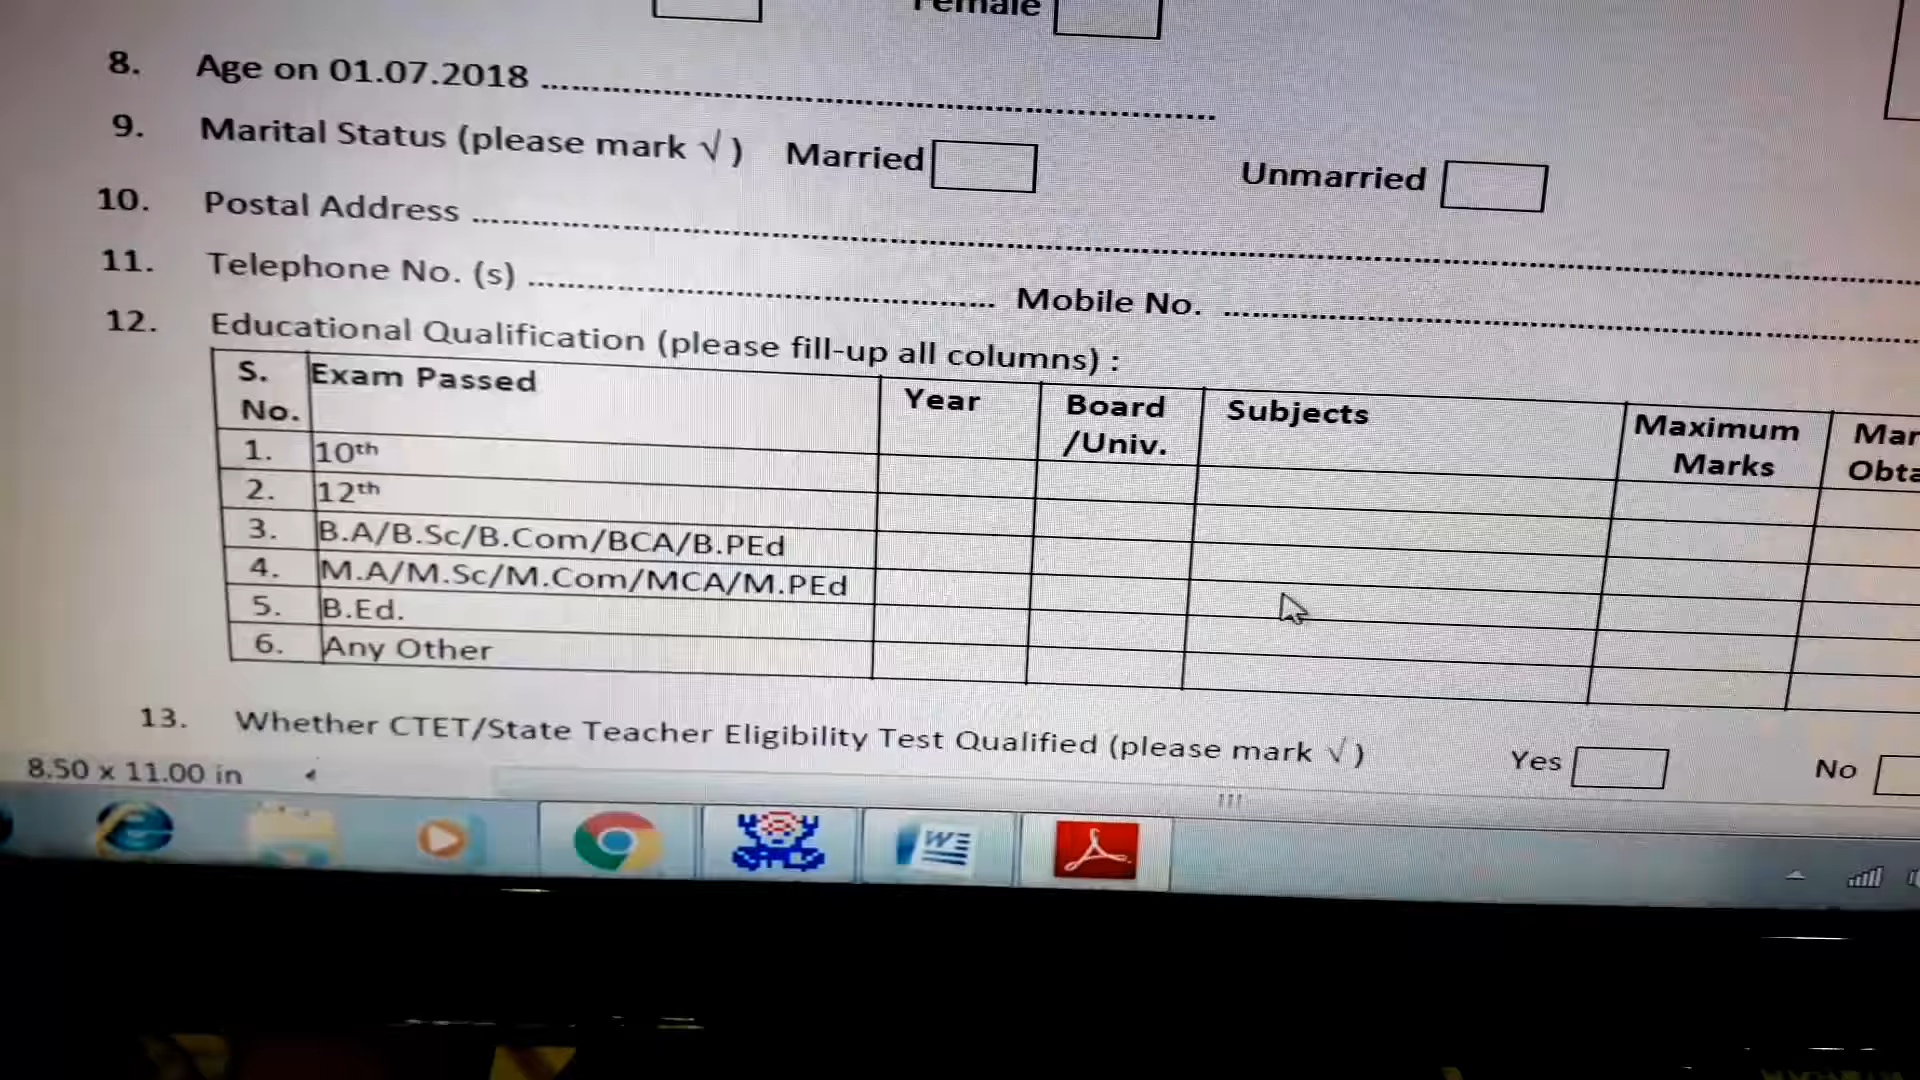 Female
8. Age on 01.07.2018 ........................
9. Marital Status (please mark √ ) Married Unmarried
10. Postal Address ........................
11. Telephone No. (s) ........................ Mobile No. ........................
12. Educational Qualification (please fill-up all columns) :
S. No. Exam Passed Year Board /Univ. Subjects Maximum Marks
1. 10th
2. 12th
3. B.A/B.Sc/B.Com/BCA/B.PEd
4. M.A/M.Sc/M.Com/MCA/M.PEd
5. B.Ed.
6. Any Other
13. Whether CTET/State Teacher Eligibility Test Qualified (please mark √ ) Yes No
8.50 x 11.00 in